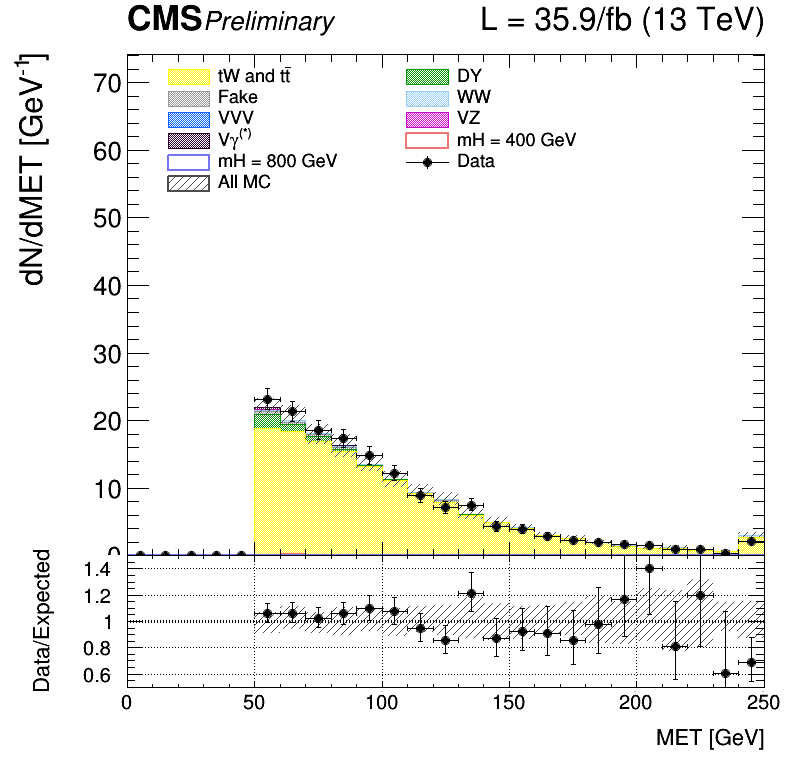 CMS Preliminary L = 35.9/fb (13 TeV)
dN/dMET [GeV⁻¹]
70
60
50
40
30
20
10
0
tW and tt̄
Fake
VVV
Vγ(*)
mH = 800 GeV
All MC
DY
WW
VZ
mH = 400 GeV
Data
Data/Expected
1.4
1.2
1
0.8
0.6
0 50 100 150 200 250
MET [GeV]